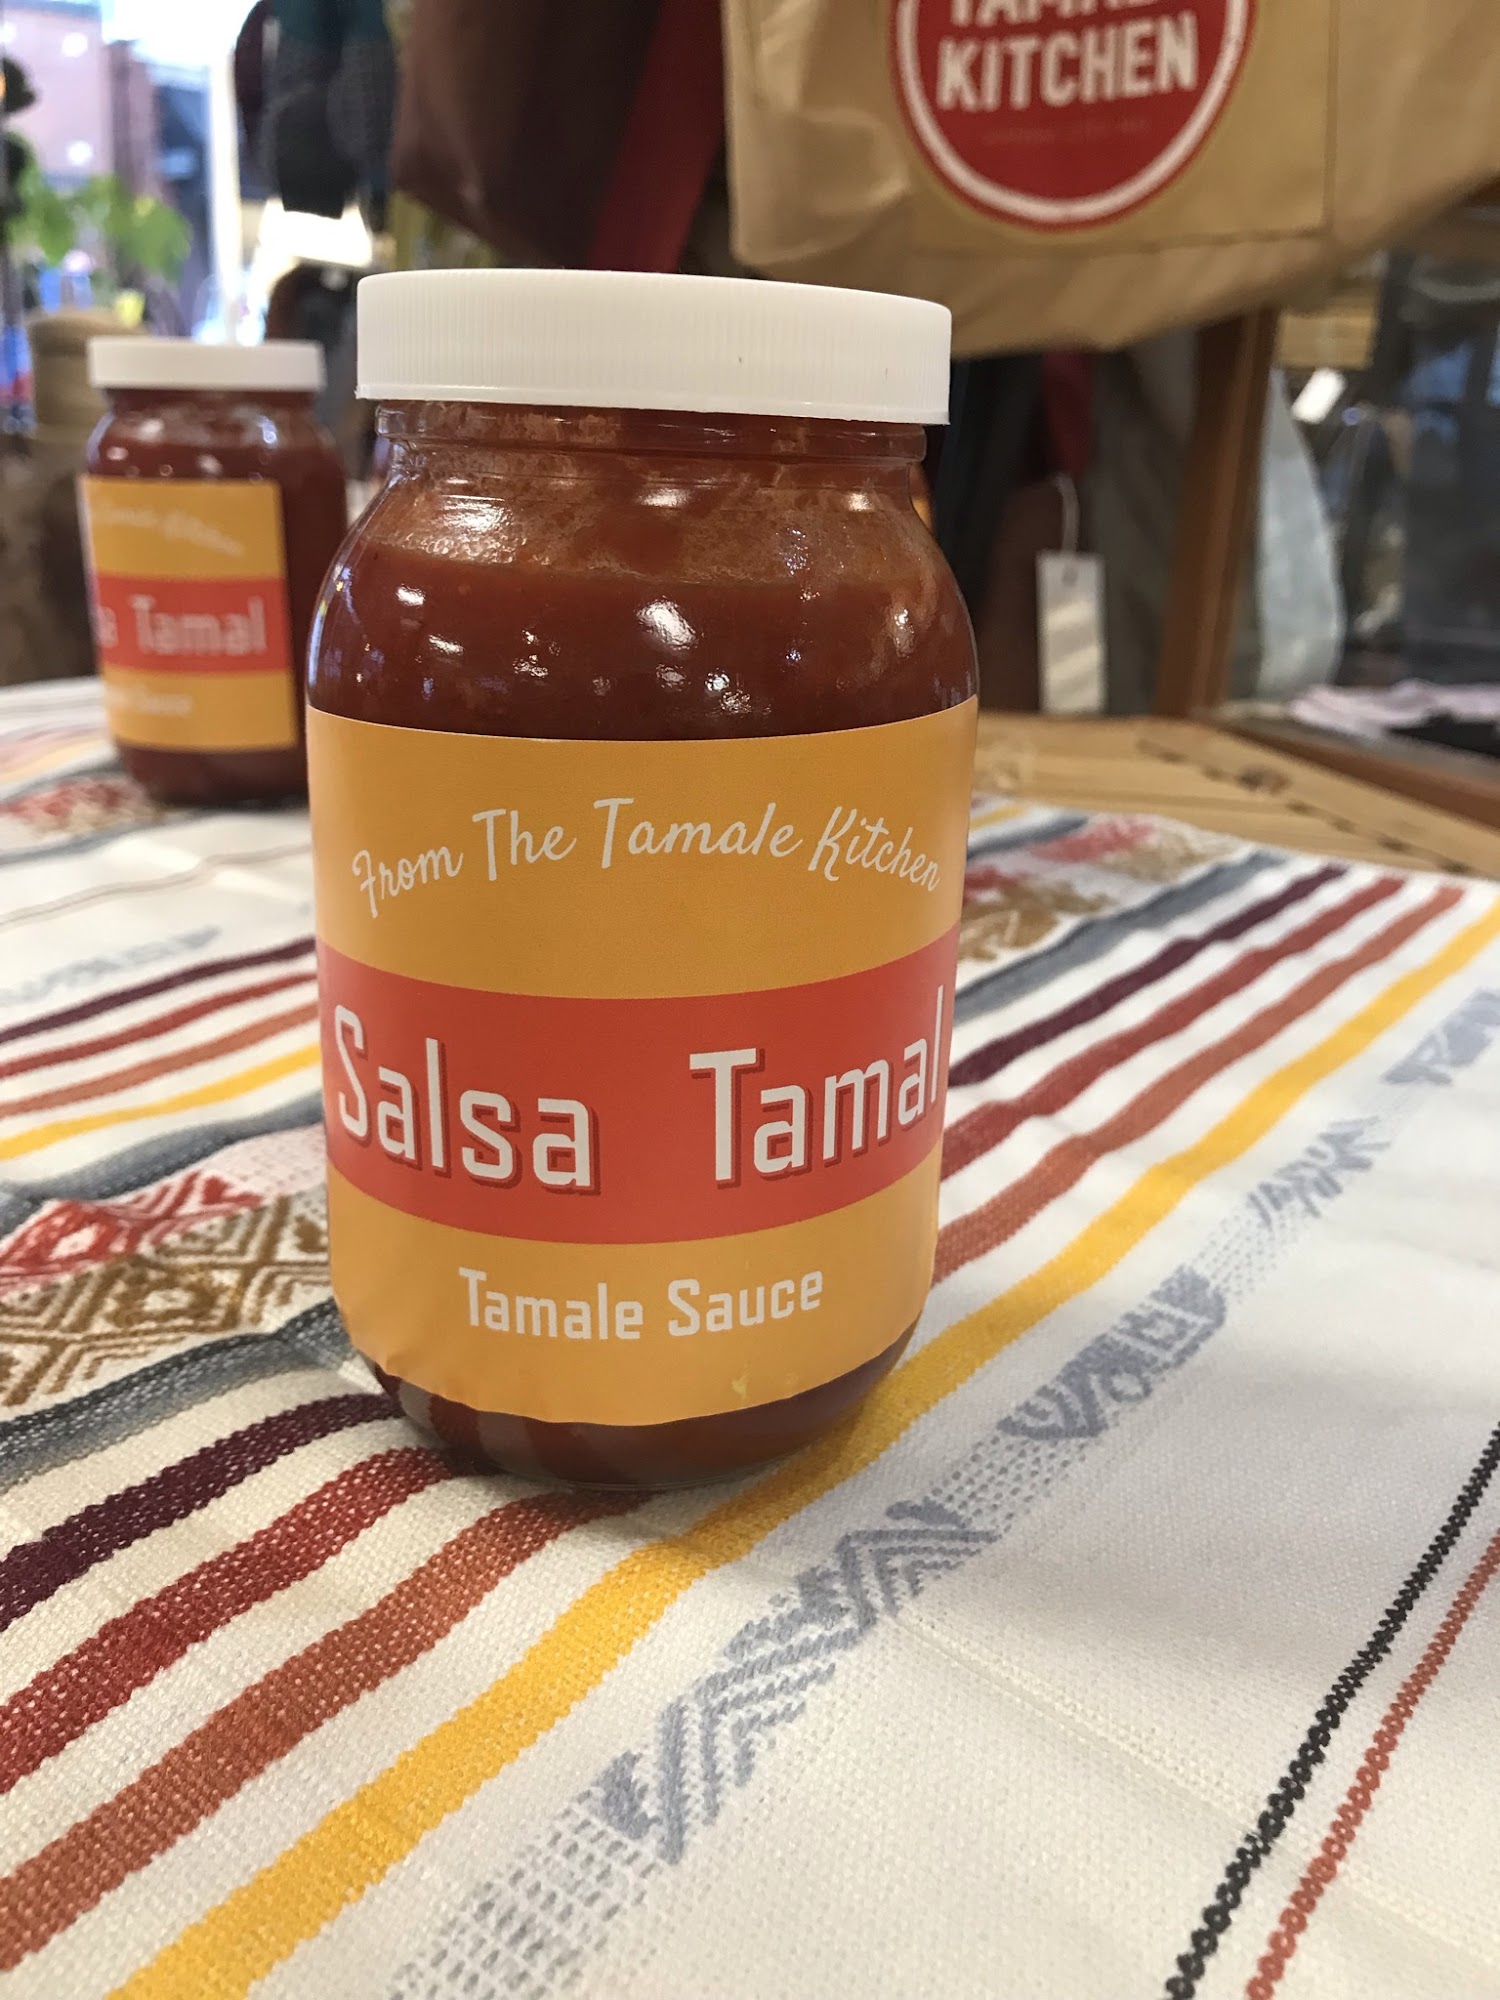 KITCHEN
From The Tamale Kitchen
Salsa Tamal
Tamale Sauce
Tamal